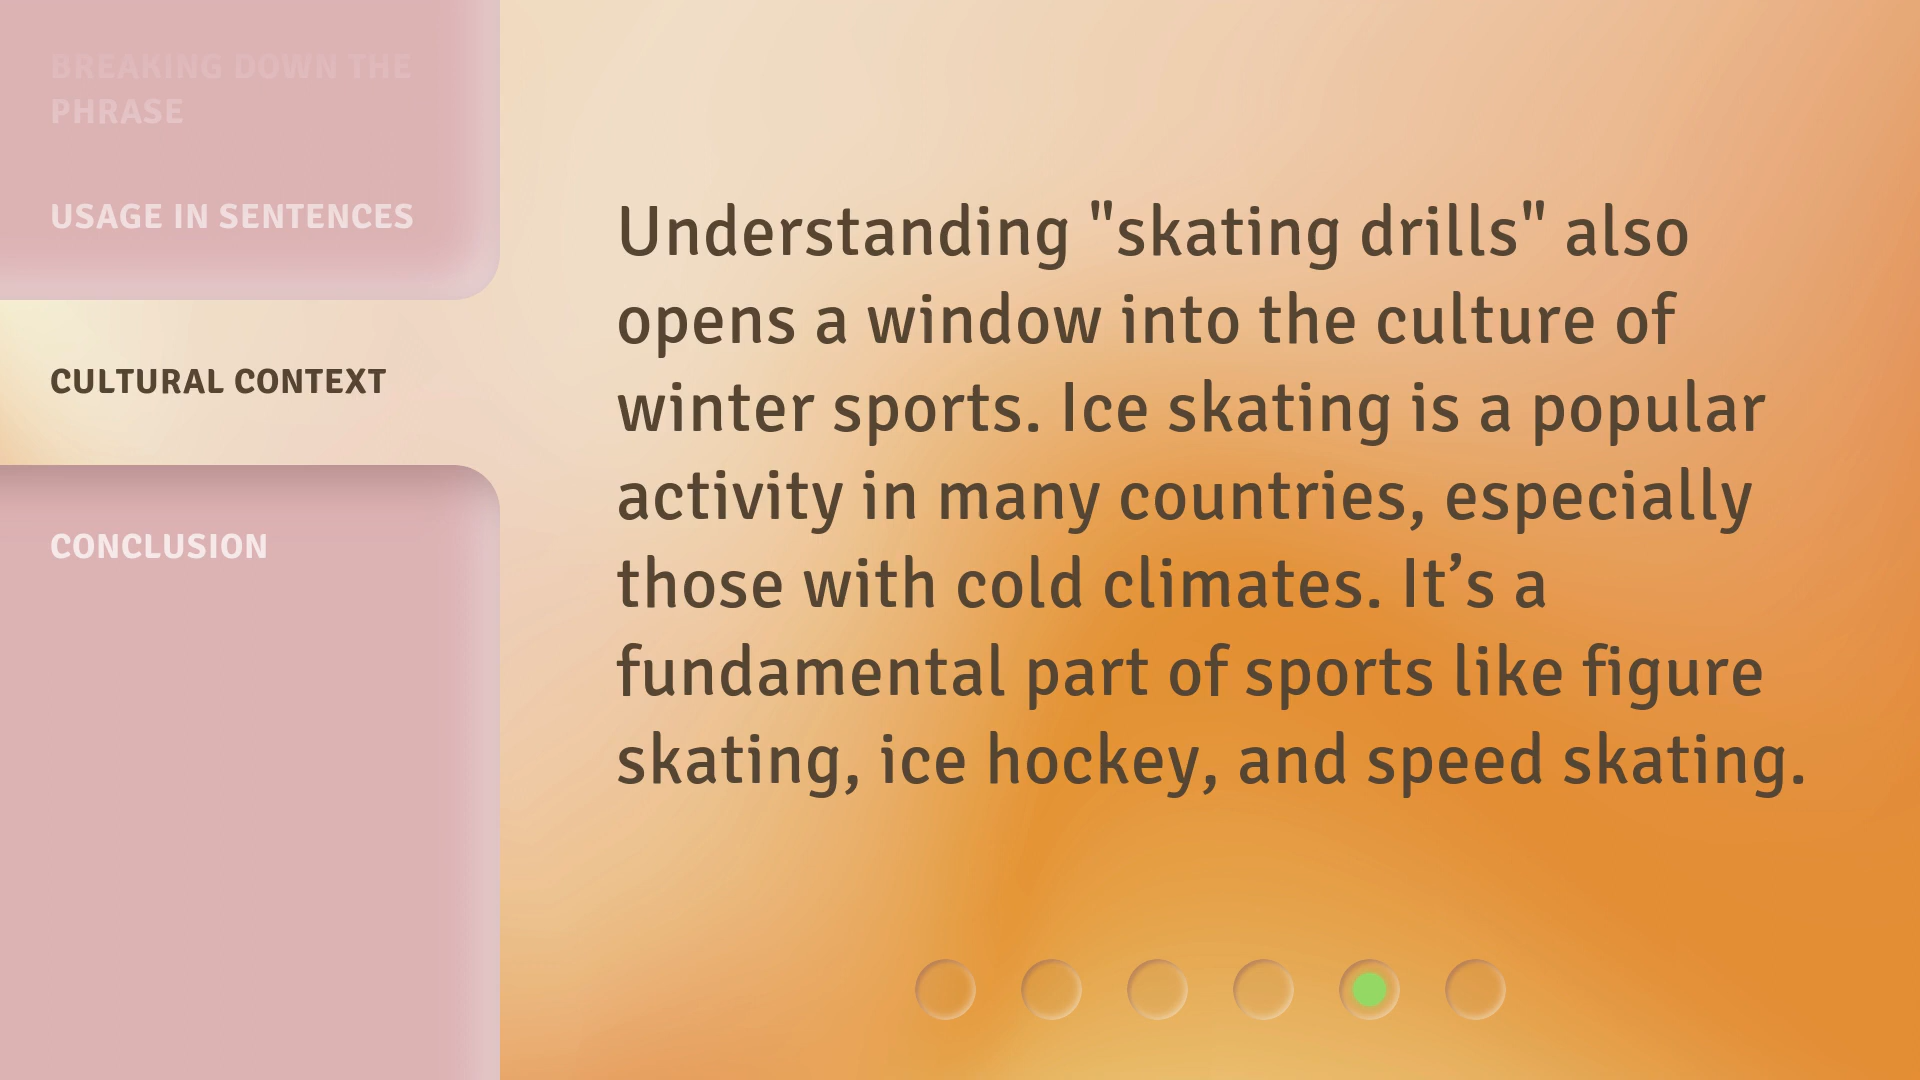 BREAKING DOWN THE
PHRASE
USAGE IN SENTENCES
CULTURAL CONTEXT
CONCLUSION
Understanding "skating drills" also
opens a window into the culture of
winter sports. Ice skating is a popular
activity in many countries, especially
those with cold climates. It’s a
fundamental part of sports like figure
skating, ice hockey, and speed skating.